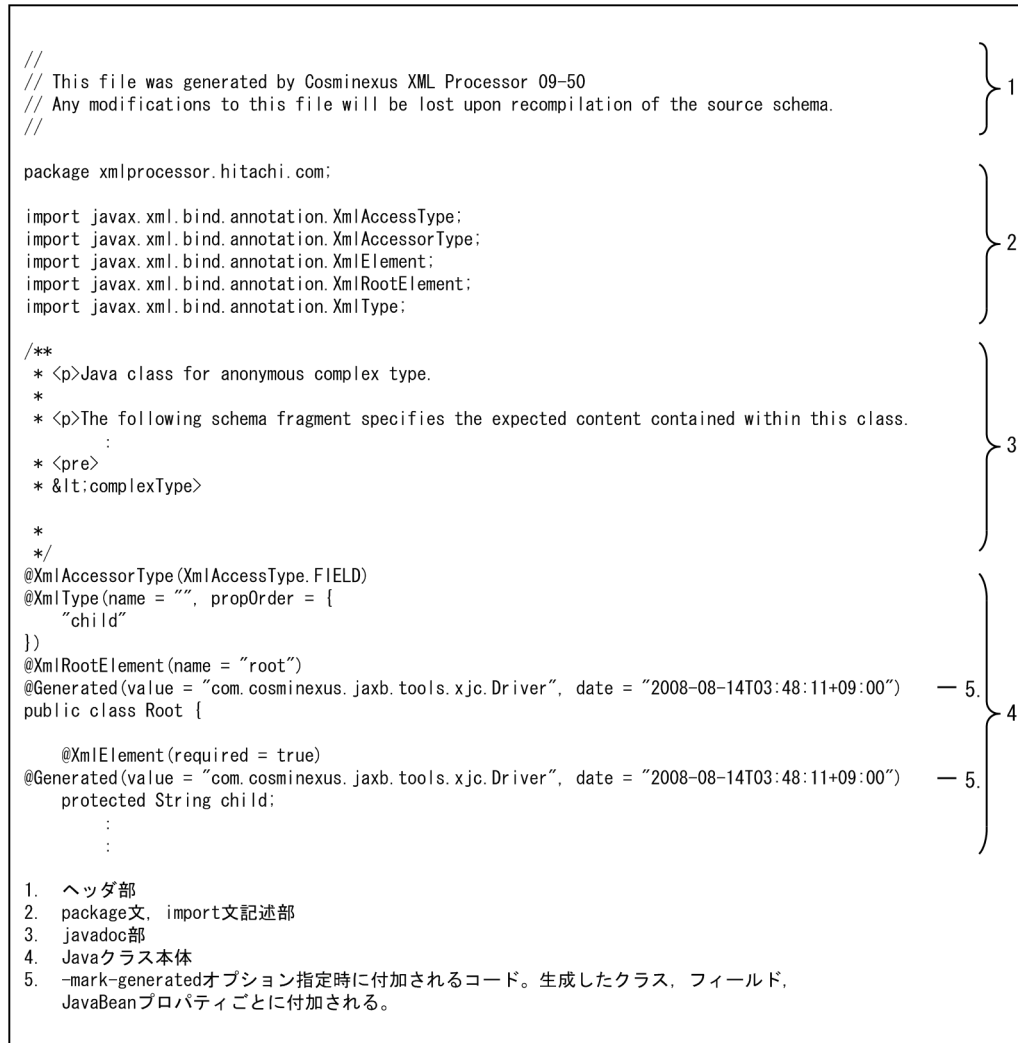 //
// This file was generated by Cosminexus XML Processor 09-50
// Any modifications to this file will be lost upon recompilation of the source schema.
//
1
package xmlprocessor.hitachi.com;
import javax.xml.bind.annotation.XmlAccessType;
import javax.xml.bind.annotation.XmlAccessorType;
import javax.xml.bind.annotation.XmlElement;
import javax.xml.bind.annotation.XmlRootElement;
import javax.xml.bind.annotation.XmlType;
2
/**
 * <p>Java class for anonymous complex type.
 *
 * <p>The following schema fragment specifies the expected content contained within this class.
         :
 * <pre>
 * &lt;complexType>
 *
 */
3
@XmlAccessorType(XmlAccessType.FIELD)
@XmlType(name = "", propOrder = {
    "child"
})
@XmlRootElement(name = "root")
@Generated(value = "com.cosminexus.jaxb.tools.xjc.Driver", date = "2008-08-14T03:48:11+09:00") — 5.
public class Root {
4
    @XmlElement(required = true)
@Generated(value = "com.cosminexus.jaxb.tools.xjc.Driver", date = "2008-08-14T03:48:11+09:00") — 5.
    protected String child;
         :
         :
1. ヘッダ部
2. package文, import文記述部
3. javadoc部
4. Javaクラス本体
5. -mark-generatedオプション指定時に付加されるコード。生成したクラス, フィールド,
JavaBeanプロパティごとに付加される。